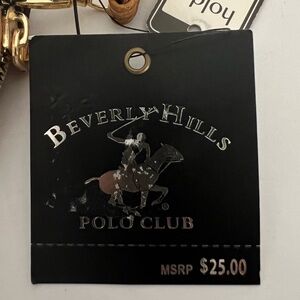 hold
BEVERLY HILLS
®
POLO CLUB
MSRP $25.00